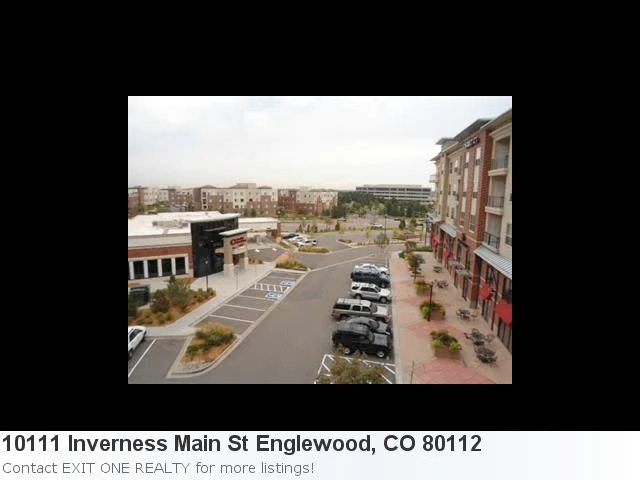 10111 Inverness Main St Englewood, CO 80112
Contact EXIT ONE REALTY for more listings!